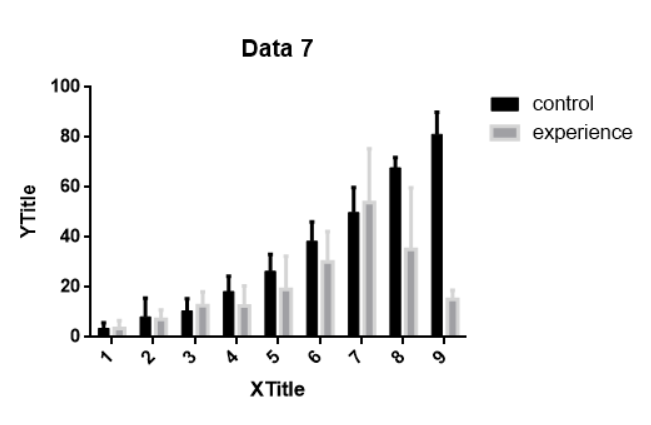 Data 7
100
80
60
40
20
0
YTitle
1 2 3 4 5 6 7 8 9
XTitle
control
experience